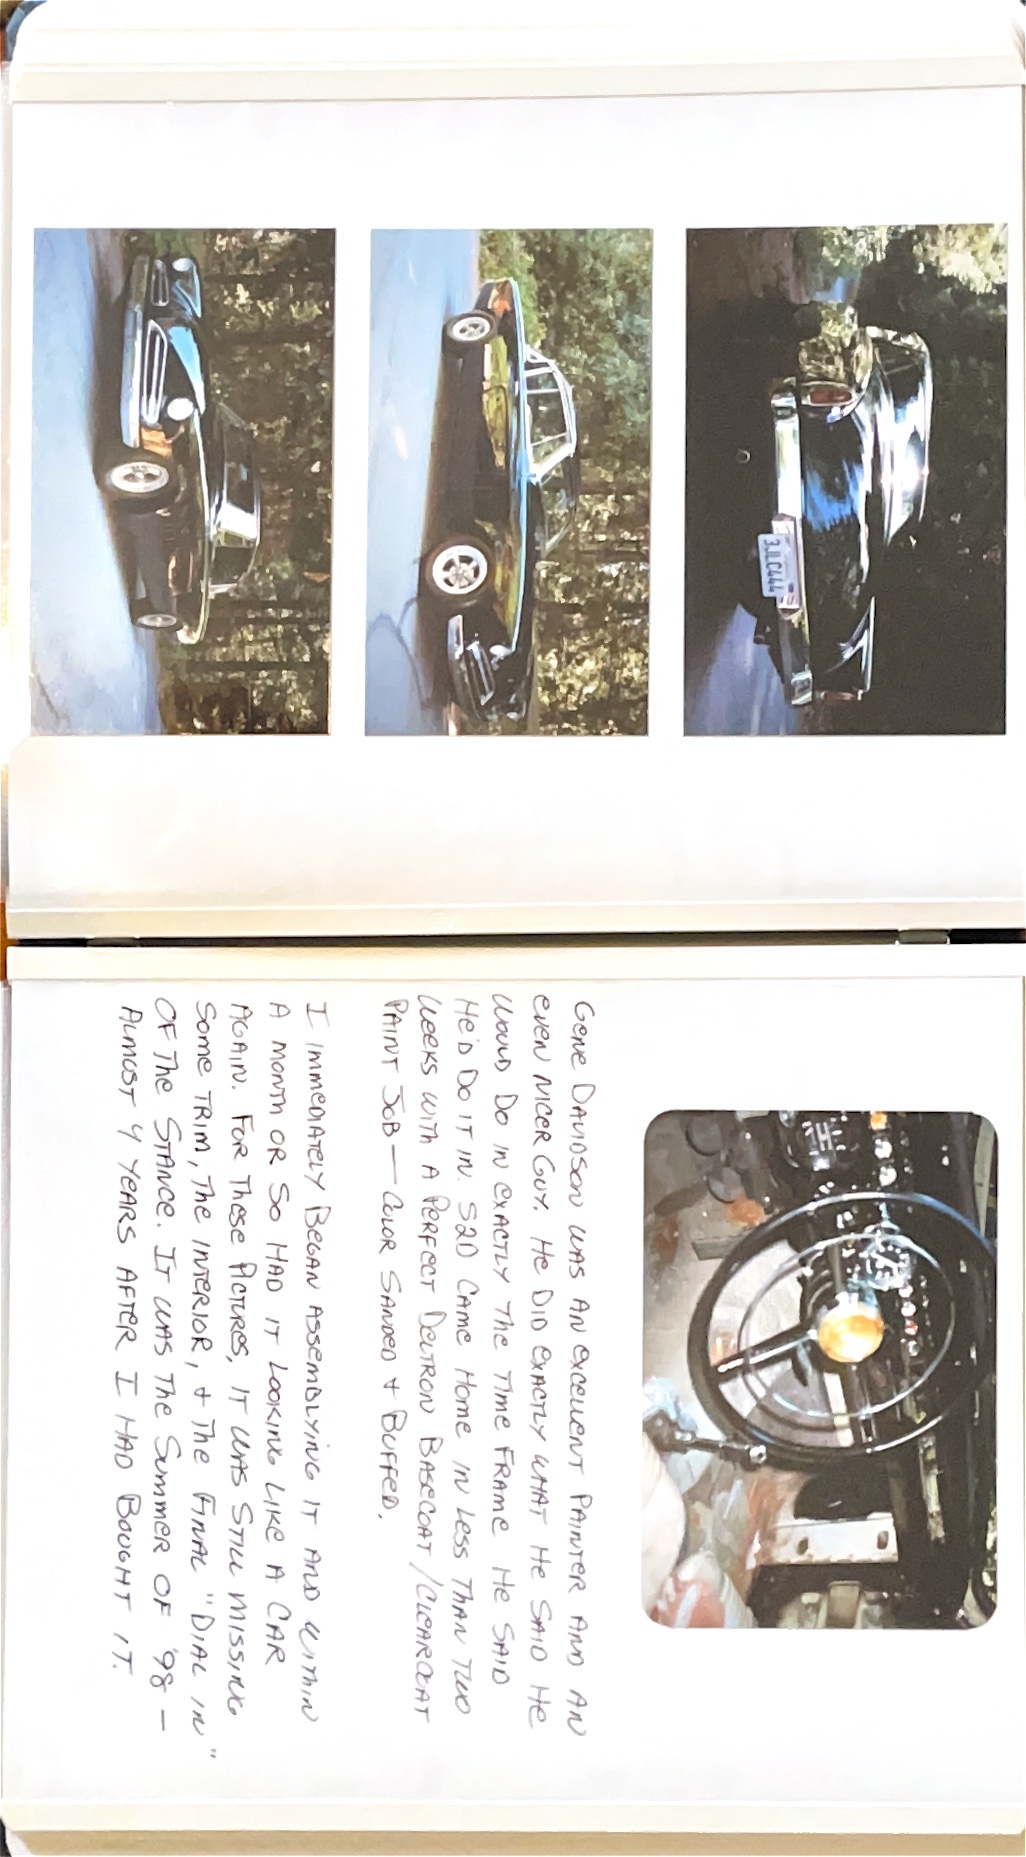 3JLC444
Gene Davidson was an excellent painter and an
even nicer guy. He did exactly what he said he
would do in exactly the time frame he said
he'd do it in. S2D came home in less than two
weeks with a perfect Deltron basecoat/clearcoat
paint job — color sanded + buffed.
I immediately began assemblying it and within
a month or so had it looking like a car
again. For these pictures, it was still missing
some trim, the interior, + the final "dial in"
of the stance. It was the summer of '98 –
almost 4 years after I had bought it.